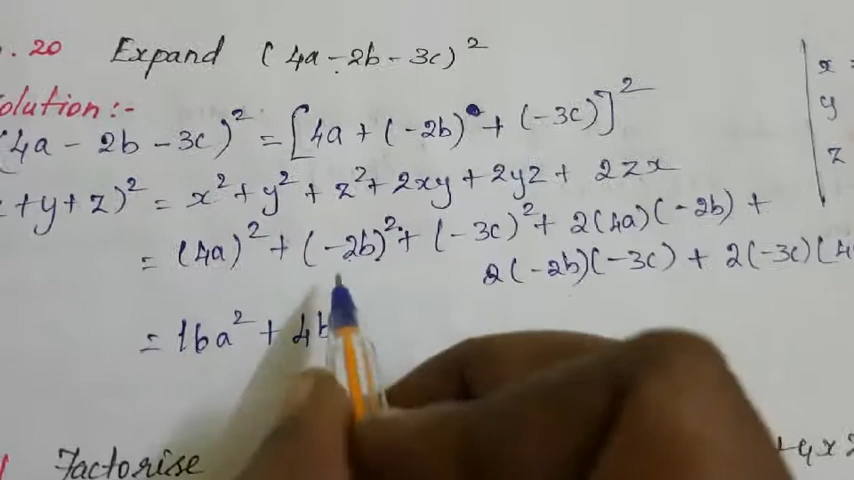 . 20 Expand (4a - 2b - 3c)²
olution :-
(4a - 2b - 3c)² = [4a + (-2b) + (-3c)]²
+ y + z)² = x² + y² + z² + 2xy + 2yz + 2zx
= (4a)² + (-2b)² + (-3c)² + 2(4a)(-2b) +
2(-2b)(-3c) + 2(-3c)(4
= 16a² + 4b
Factorise
x =
y
z